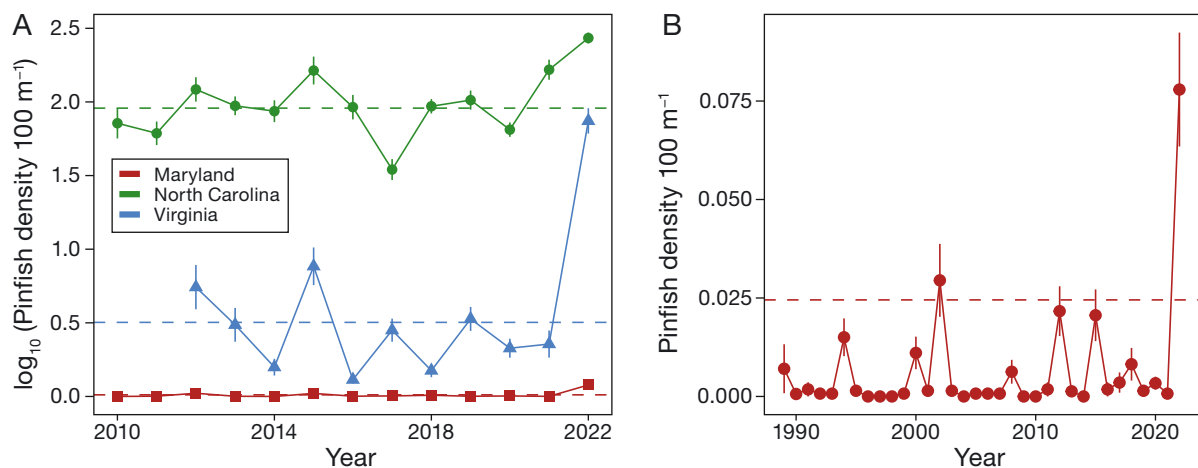 A
log10 (Pinfish density 100 m−1)
2.5
2.0
1.5
1.0
0.5
0.0
Maryland
North Carolina
Virginia
2010 2014 2018 2022
Year
B
Pinfish density 100 m−1
0.075
0.050
0.025
0.000
1990 2000 2010 2020
Year